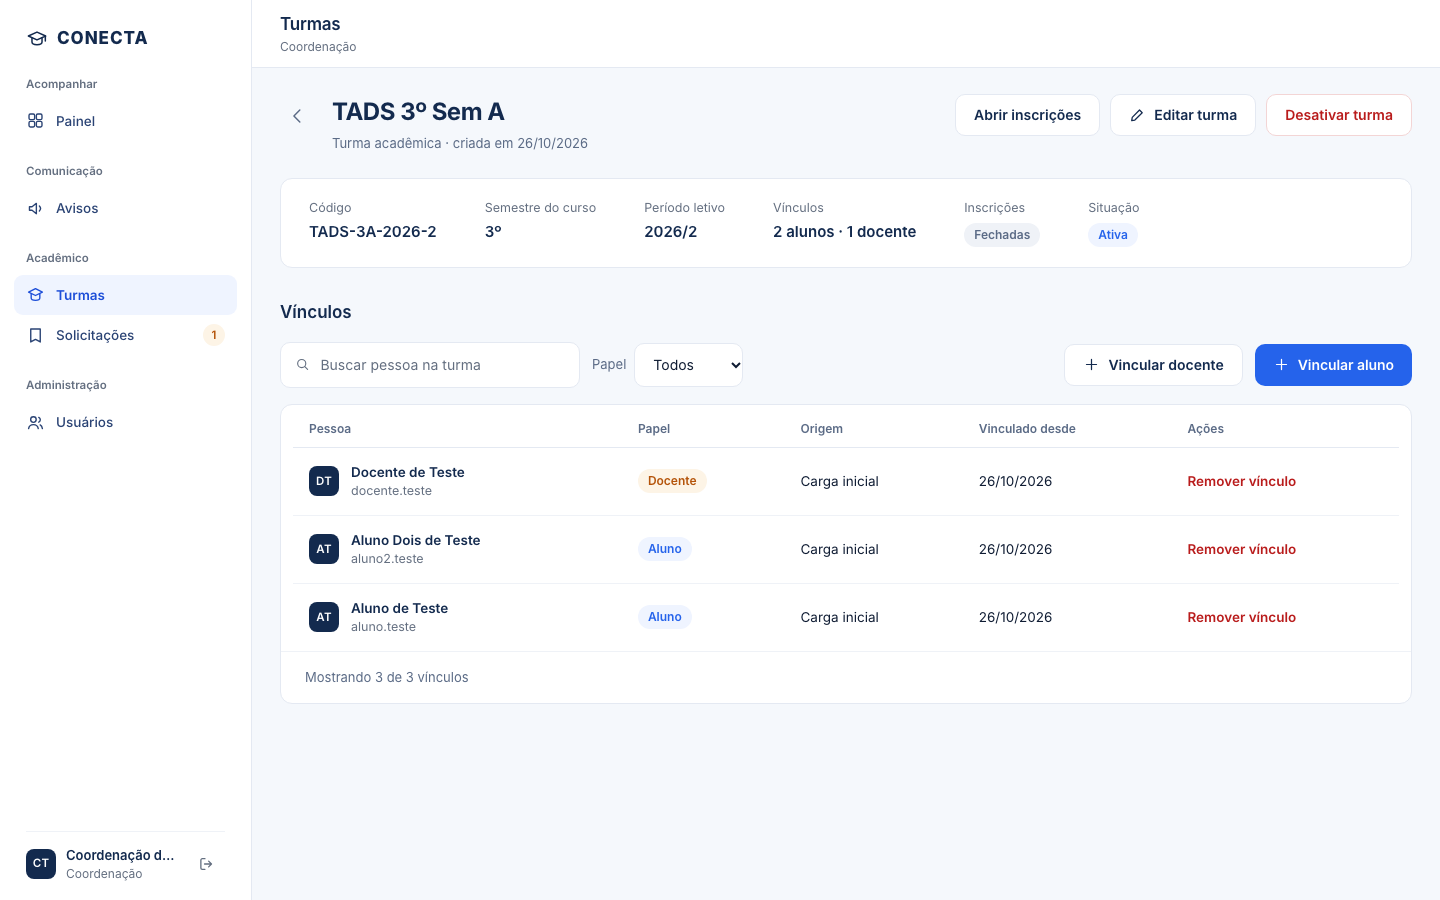 CONECTA
Acompanhar
Painel
Comunicação
Avisos
Acadêmico
Turmas
Solicitações 1
Administração
Usuários
CT Coordenação d...
Coordenação
Turmas
Coordenação
TADS 3º Sem A
Turma acadêmica · criada em 26/10/2026
Abrir inscrições Editar turma Desativar turma
Código Semestre do curso Período letivo Vínculos Inscrições Situação
TADS-3A-2026-2 3º 2026/2 2 alunos · 1 docente Fechadas Ativa
Vínculos
Buscar pessoa na turma Papel Todos Vincular docente Vincular aluno
Pessoa Papel Origem Vinculado desde Ações
DT Docente de Teste Docente Carga inicial 26/10/2026 Remover vínculo
docente.teste
AT Aluno Dois de Teste Aluno Carga inicial 26/10/2026 Remover vínculo
aluno2.teste
AT Aluno de Teste Aluno Carga inicial 26/10/2026 Remover vínculo
aluno.teste
Mostrando 3 de 3 vínculos